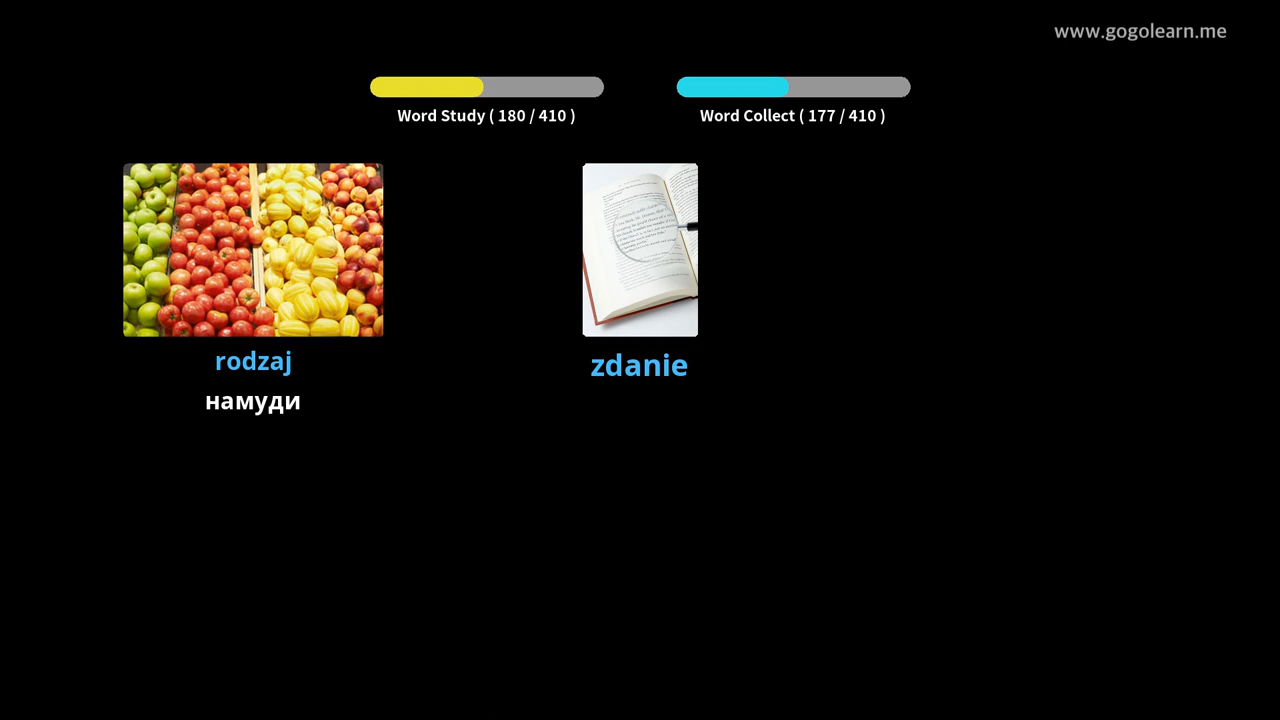 www.gogolearn.me
Word Study ( 180 / 410 )
Word Collect ( 177 / 410 )
rodzaj
намуди
zdanie